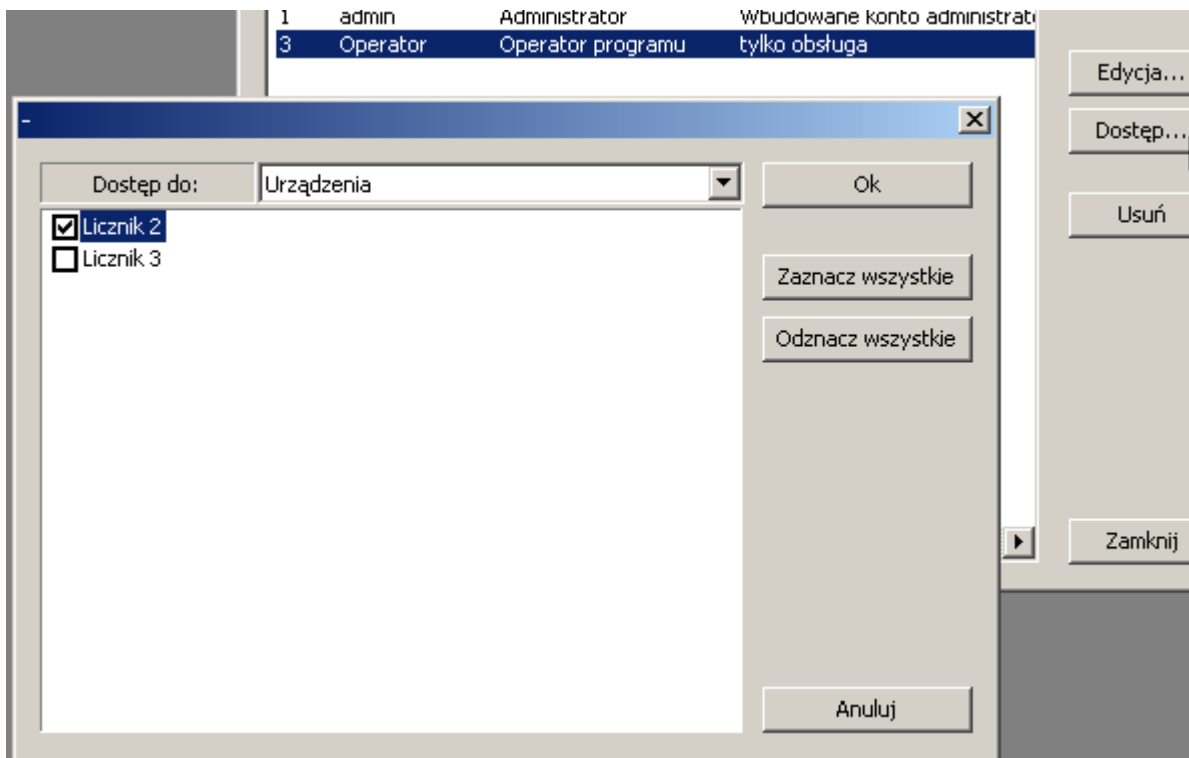 1 admin Administrator Wbudowane konto administrat
3 Operator Operator programu tylko obsługa
Edycja...
Dostęp...
Usuń
Zamknij
-
Dostęp do: Urządzenia
Ok
Licznik 2
Licznik 3
Zaznacz wszystkie
Odznacz wszystkie
Anuluj